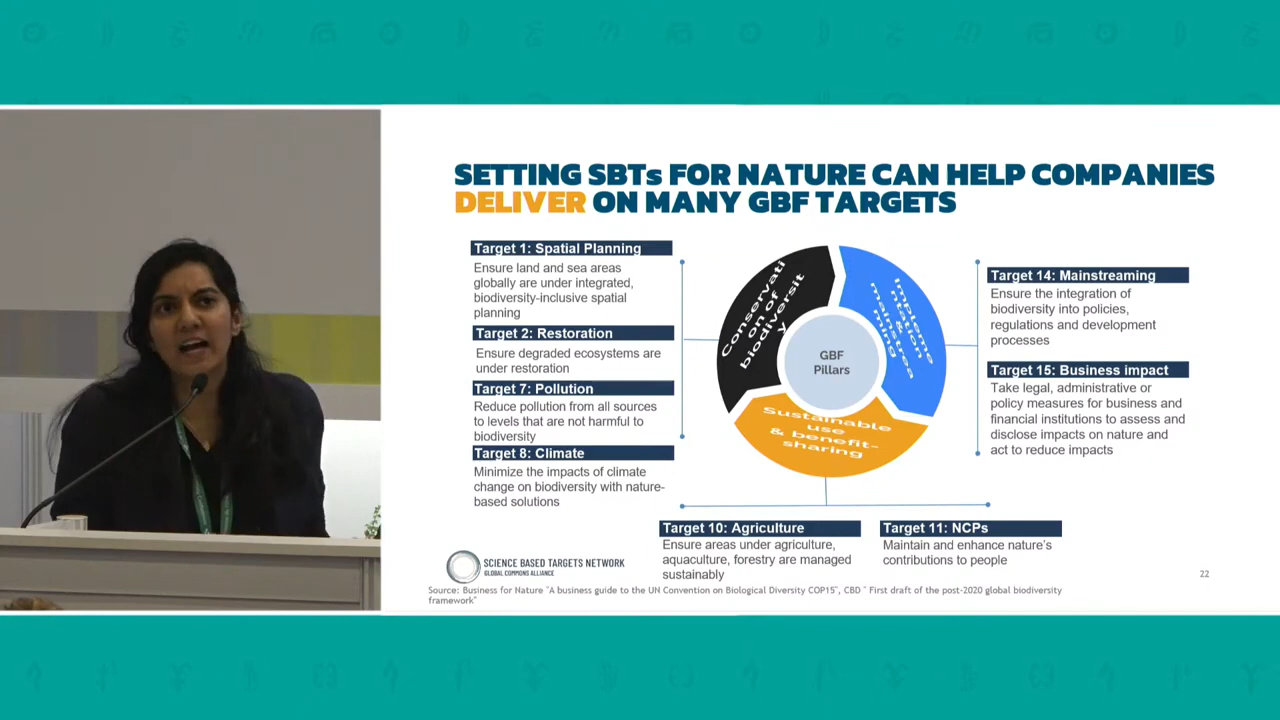 SETTING SBTs FOR NATURE CAN HELP COMPANIES
DELIVER ON MANY GBF TARGETS
Target 1: Spatial Planning
Ensure land and sea areas
globally are under integrated,
biodiversity-inclusive spatial
planning
Target 2: Restoration
Ensure degraded ecosystems are
under restoration
Target 7: Pollution
Reduce pollution from all sources
to levels that are not harmful to
biodiversity
Target 8: Climate
Minimize the impacts of climate
change on biodiversity with nature-
based solutions
Conservati
on of
biodiversit
y
Impleme
ntation
&
mainstrea
ming
GBF
Pillars
Sustainable
use
& benefit-
sharing
Target 14: Mainstreaming
Ensure the integration of
biodiversity into policies,
regulations and development
processes
Target 15: Business impact
Take legal, administrative or
policy measures for business and
financial institutions to assess and
disclose impacts on nature and
act to reduce impacts
Target 10: Agriculture
Ensure areas under agriculture,
aquaculture, forestry are managed
sustainably
Target 11: NCPs
Maintain and enhance nature's
contributions to people
SCIENCE BASED TARGETS NETWORK
GLOBAL COMMONS ALLIANCE
22
Source: Business for Nature "A business guide to the UN Convention on Biological Diversity COP15", CBD " First draft of the post-2020 global biodiversity
framework"